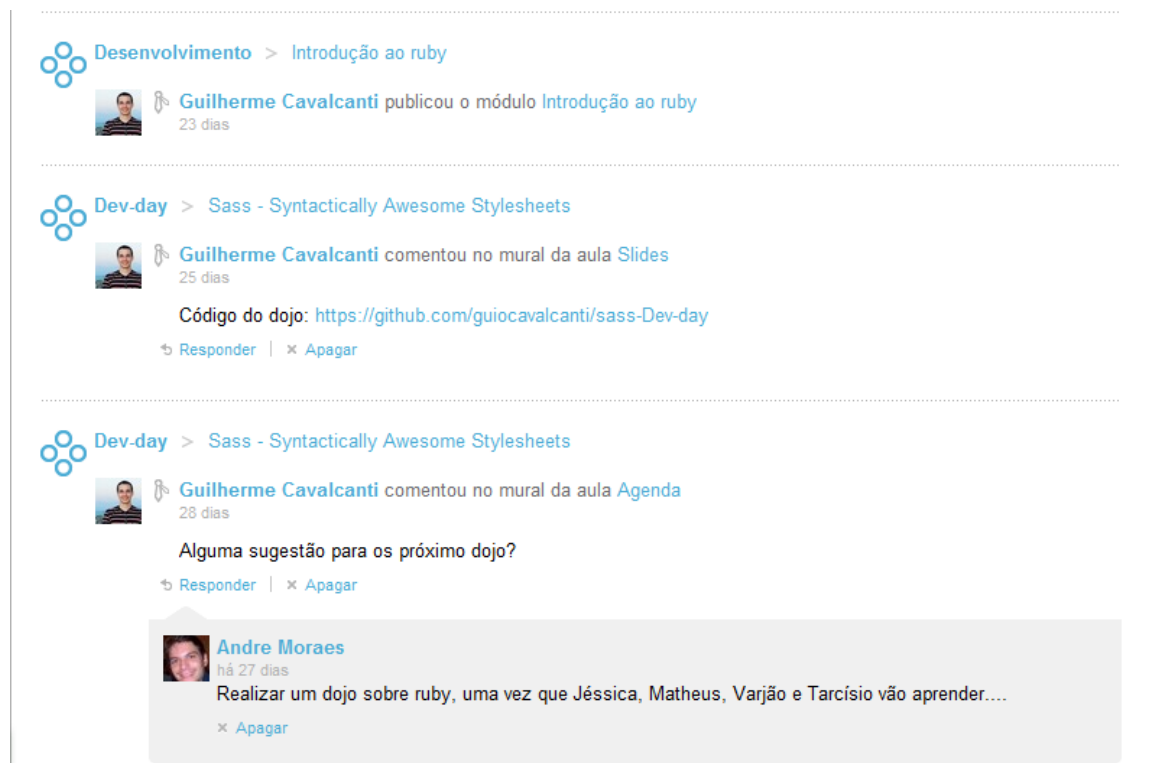 Desenvolvimento > Introdução ao ruby
Guilherme Cavalcanti publicou o módulo Introdução ao ruby
23 dias
Dev-day > Sass - Syntactically Awesome Stylesheets
Guilherme Cavalcanti comentou no mural da aula Slides
25 dias
Código do dojo: https://github.com/guiocavalcanti/sass-Dev-day
Responder | × Apagar
Dev-day > Sass - Syntactically Awesome Stylesheets
Guilherme Cavalcanti comentou no mural da aula Agenda
28 dias
Alguma sugestão para os próximo dojo?
Responder | × Apagar
Andre Moraes
há 27 dias
Realizar um dojo sobre ruby, uma vez que Jéssica, Matheus, Varjão e Tarcísio vão aprender....
× Apagar